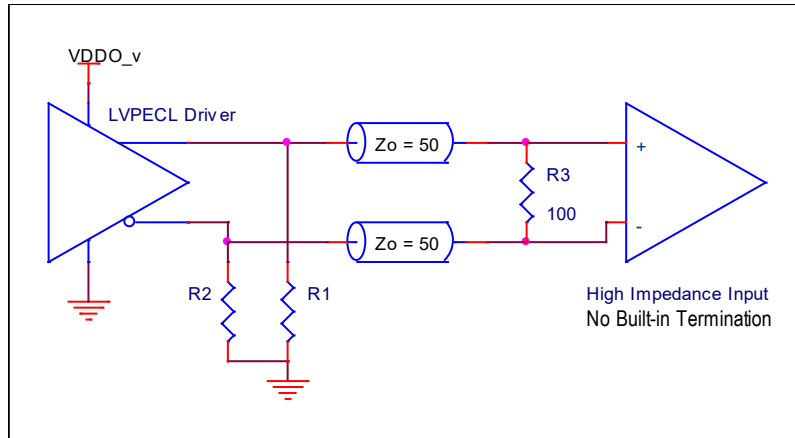 VDDO_v
LVPECL Driver
Zo = 50
+
R3
100
Zo = 50
-
R2
R1
High Impedance Input
No Built-in Termination